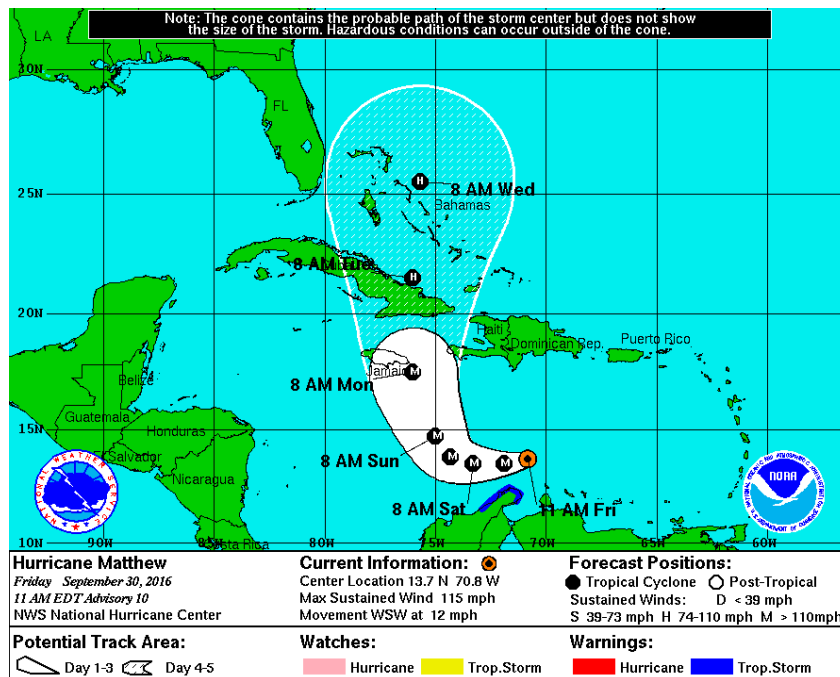 Note: The cone contains the probable path of the storm center but does not show
the size of the storm. Hazardous conditions can occur outside of the cone.
LA
30N
FL
25N
H
8 AM Wed
Bahamas
8 AM Tue
H
20N
Haiti
Dominican Rep.
Puerto Rico
Jamaica
M
8 AM Mon
Belize
Guatemala
Honduras
15N
El Salvador
Nicaragua
8 AM Sun
M
M
M
M
8 AM Sat
11 AM Fri
NATIONAL WEATHER SERVICE
NOAA
10N
90W
85W
80W
75W
70W
65W
60W
Costa Rica
Hurricane Matthew
Friday September 30, 2016
11 AM EDT Advisory 10
NWS National Hurricane Center
Current Information:
Center Location 13.7 N 70.8 W
Max Sustained Wind 115 mph
Movement WSW at 12 mph
Forecast Positions:
Tropical Cyclone Post-Tropical
Sustained Winds: D < 39 mph
S 39-73 mph H 74-110 mph M > 110mph
Potential Track Area:
Day 1-3 Day 4-5
Watches:
Hurricane Trop.Storm
Warnings:
Hurricane Trop.Storm